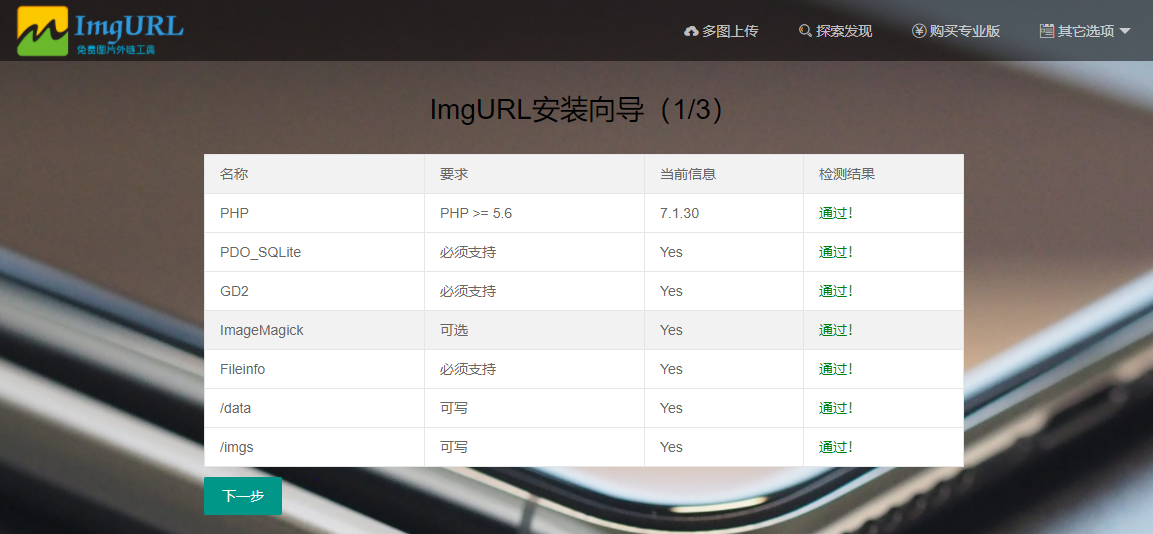 ImgURL
免费图片外链工具
多图上传 探索发现 购买专业版 其它选项
ImgURL安装向导（1/3）
名称 要求 当前信息 检测结果
PHP PHP >= 5.6 7.1.30 通过！
PDO_SQLite 必须支持 Yes 通过！
GD2 必须支持 Yes 通过！
ImageMagick 可选 Yes 通过！
Fileinfo 必须支持 Yes 通过！
/data 可写 Yes 通过！
/imgs 可写 Yes 通过！
下一步